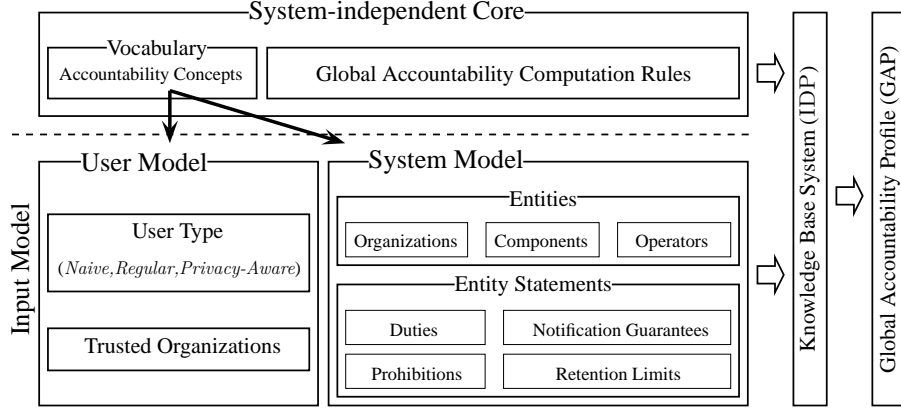 System-independent Core
Vocabulary
Accountability Concepts
Global Accountability Computation Rules
Input Model
User Model
User Type
(Naive,Regular,Privacy-Aware)
Trusted Organizations
System Model
Entities
Organizations
Components
Operators
Entity Statements
Duties
Notification Guarantees
Prohibitions
Retention Limits
Knowledge Base System (IDP)
Global Accountability Profile (GAP)